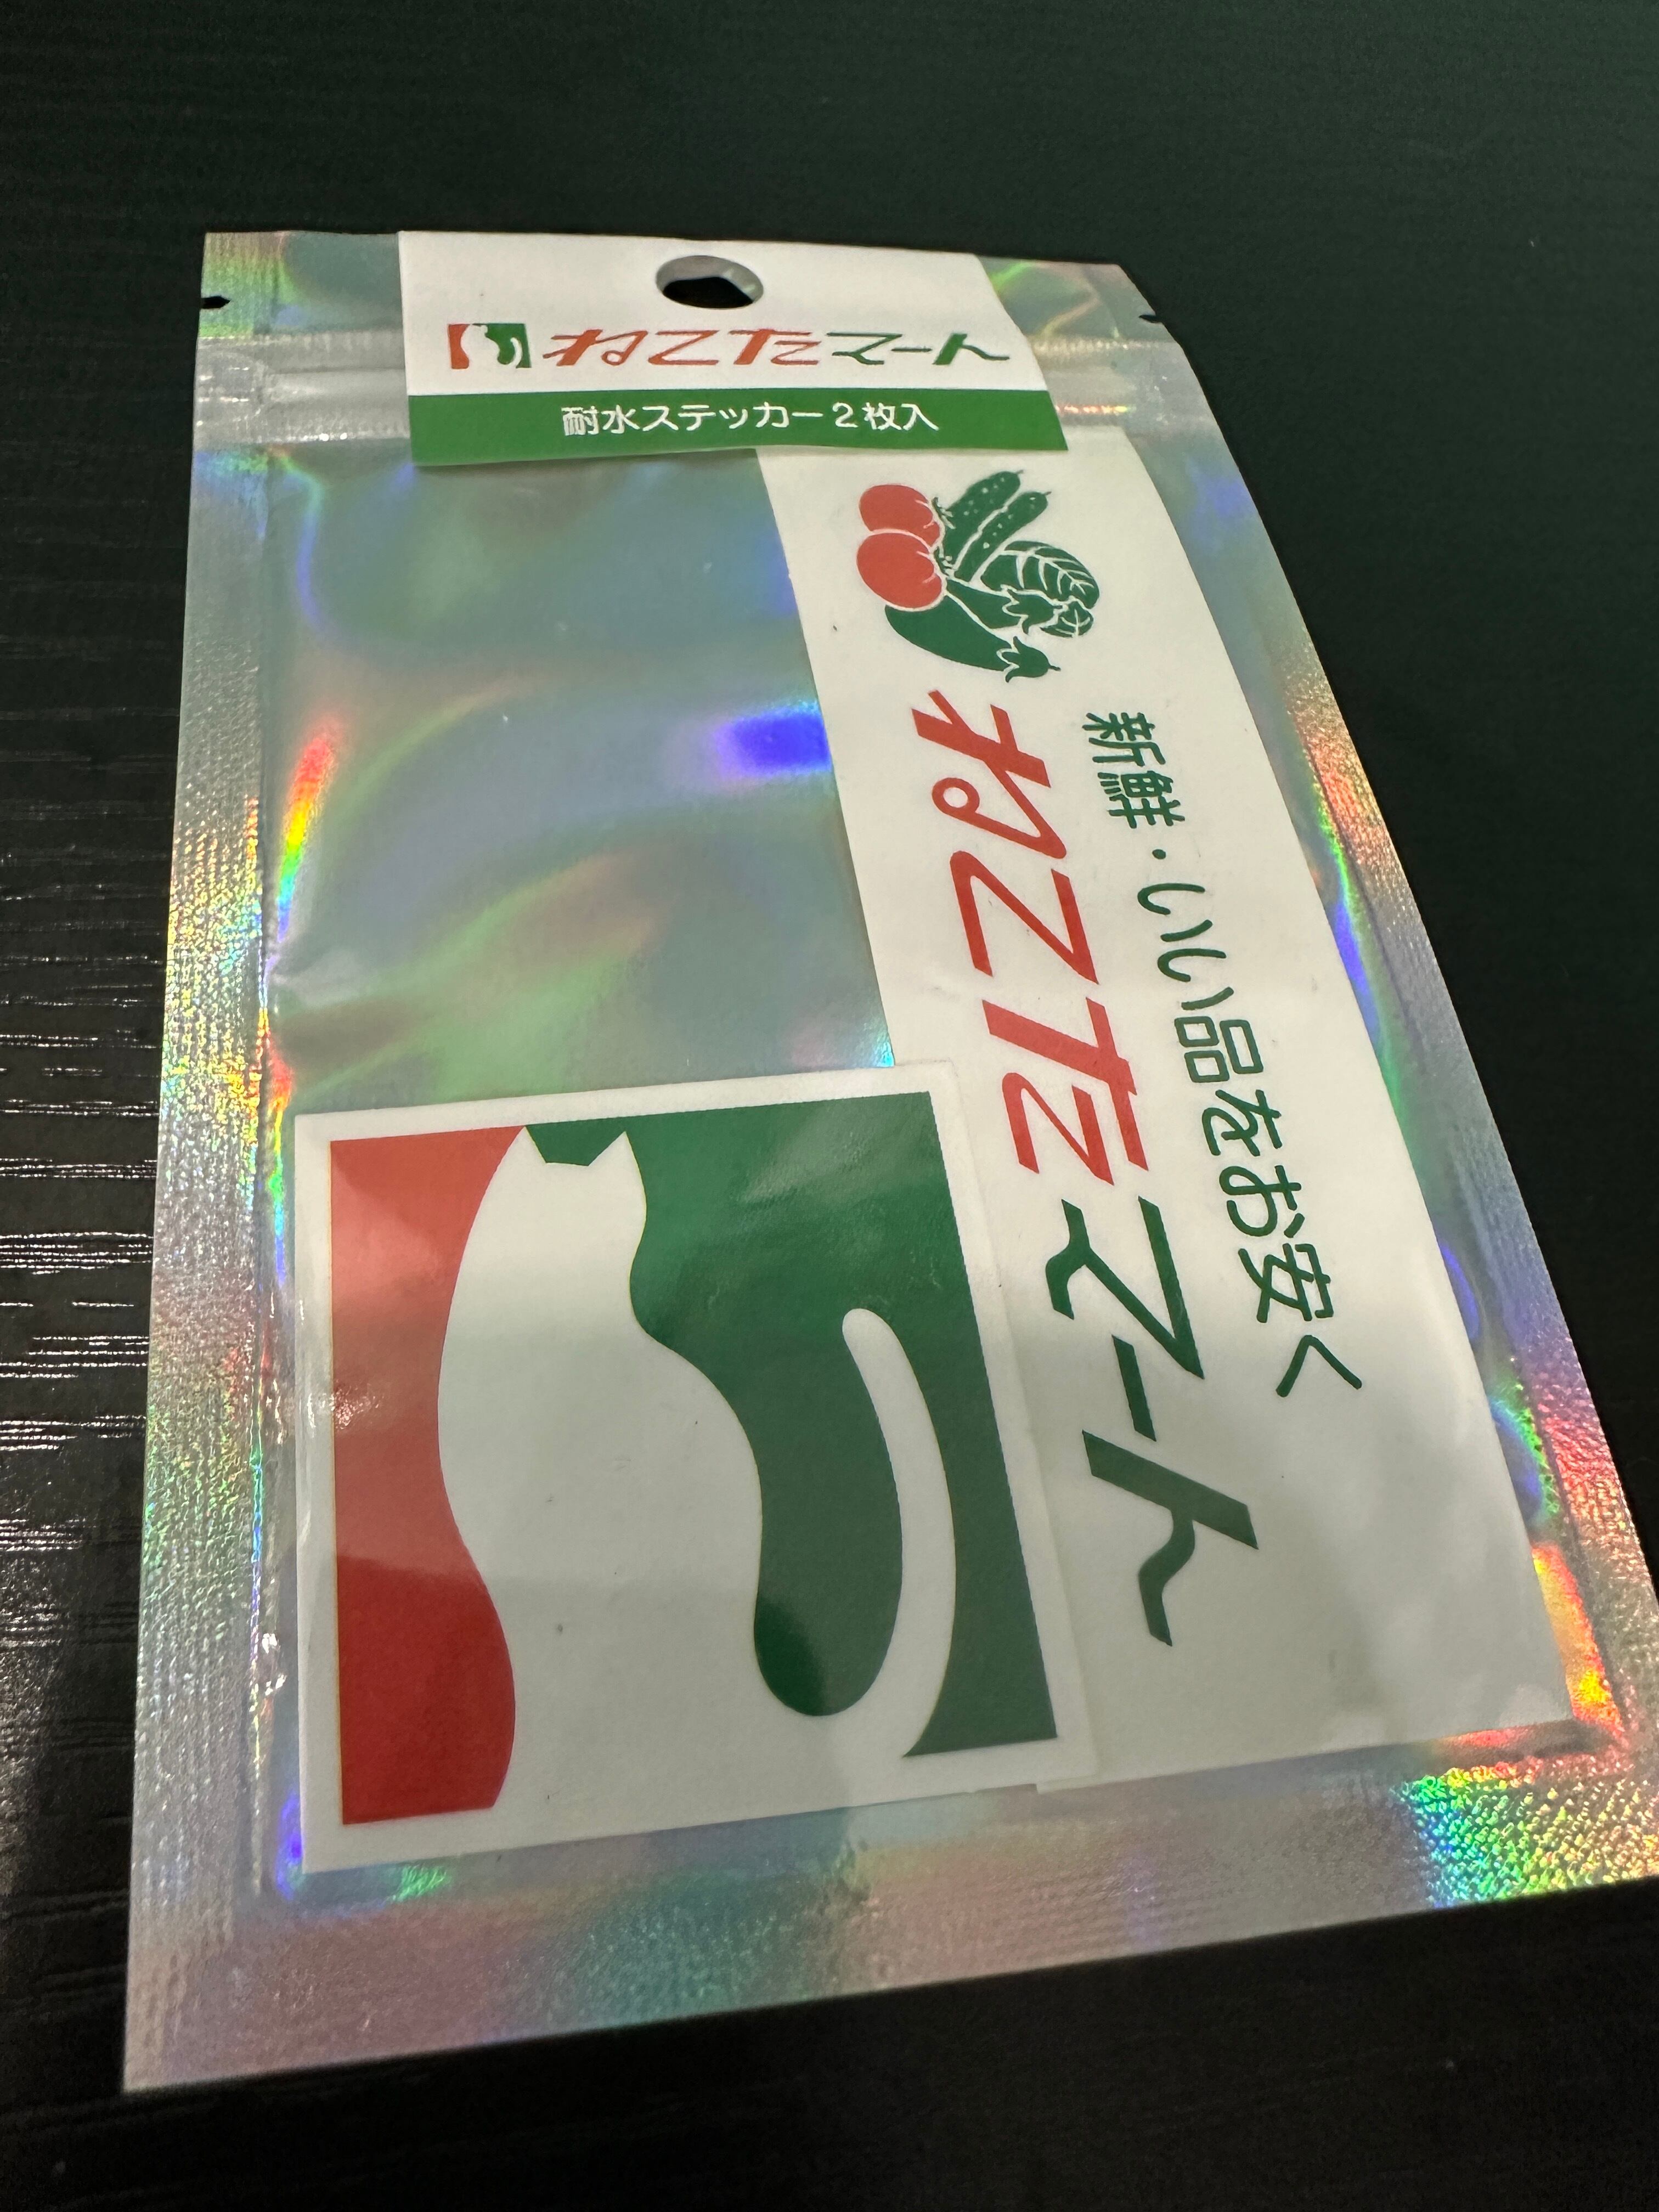 ねこたマート
耐水ステッカー2枚入
新鮮・いい品をお安く
ねこたマート